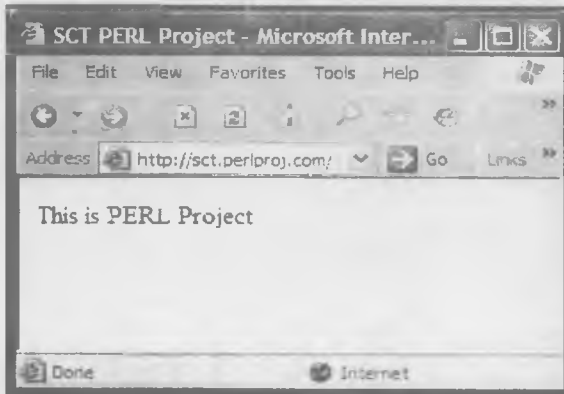 SCT PERL Project - Microsoft Inter...
File Edit View Favorites Tools Help
Address http://sct.perlproj.com/ Go Links
This is PERL Project
Done Internet